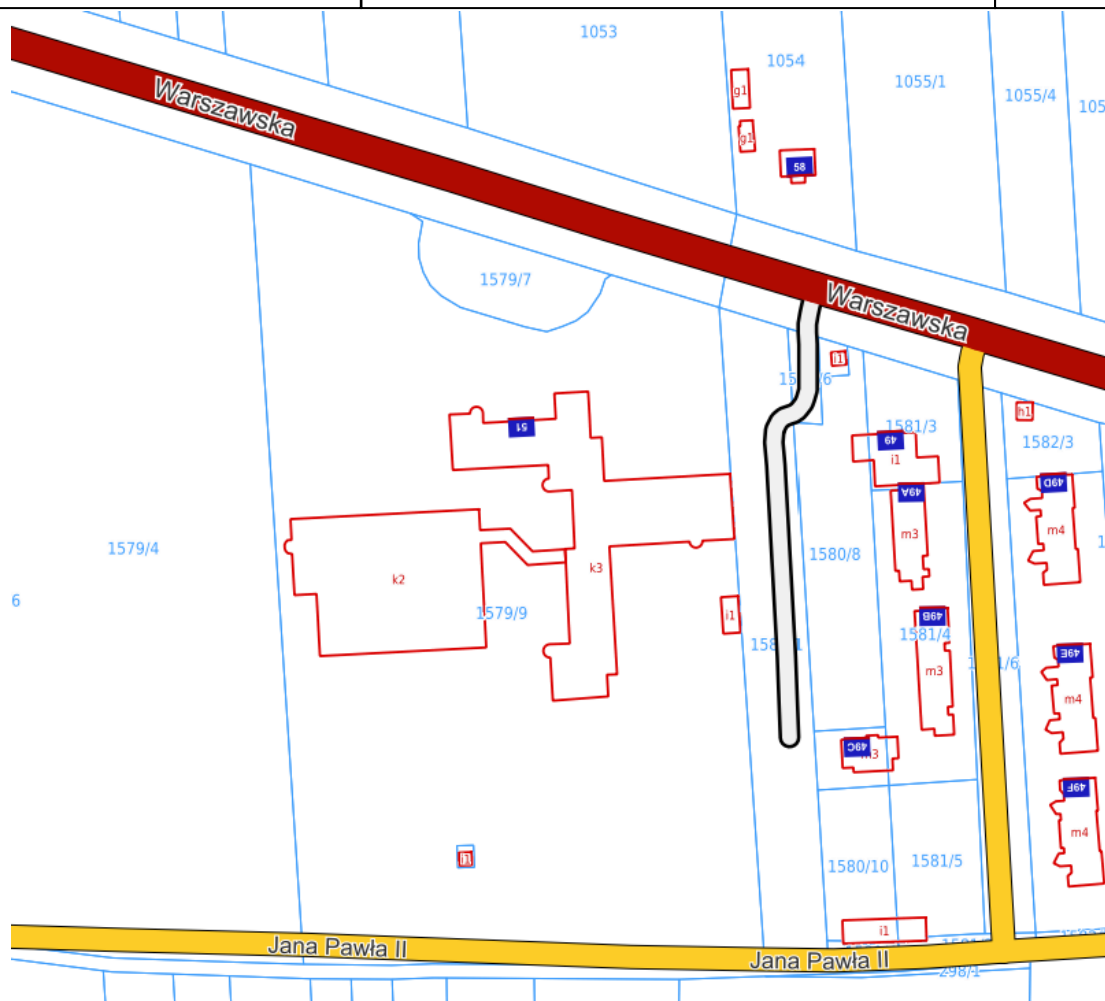 1053
1054
1055/1
1055/4
105
Warszawska
g1
g1
58
1579/7
Warszawska
i1
h1
1581/3
49
i1
1582/3
51
49A
49D
m3
m4
1579/4
k2
k3
1580/8
6
1579/9
i1
49B
1581/4
49E
m3
m4
49C
49F
m4
i1
1580/10
1581/5
i1
Jana Pawła II
Jana Pawła II
298/1